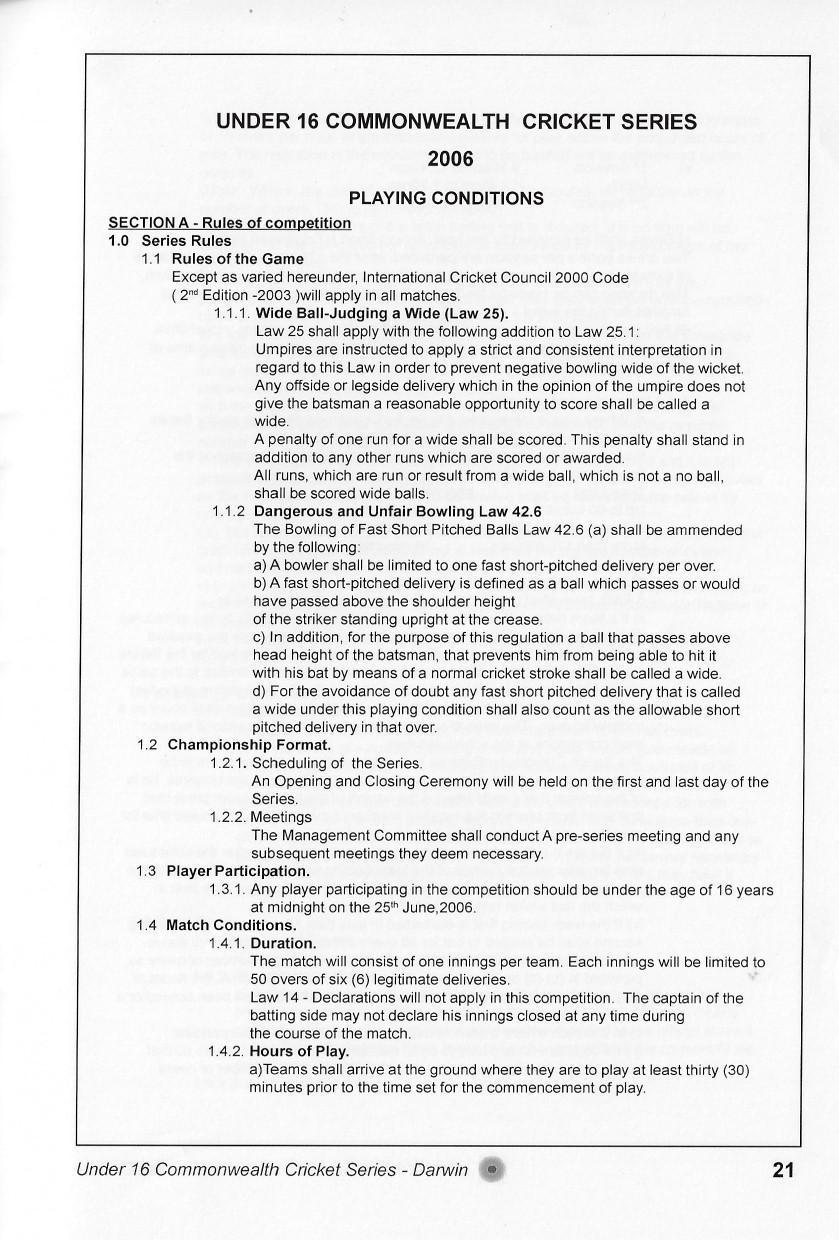 UNDER 16 COMMONWEALTH CRICKET SERIES
2006
PLAYING CONDITIONS
SECTION A - Rules of competition
1.0 Series Rules
1.1 Rules of the Game
Except as varied hereunder, International Cricket Council 2000 Code
( 2nd Edition -2003 )will apply in all matches.
1.1.1. Wide Ball-Judging a Wide (Law 25).
Law 25 shall apply with the following addition to Law 25.1:
Umpires are instructed to apply a strict and consistent interpretation in
regard to this Law in order to prevent negative bowling wide of the wicket.
Any offside or legside delivery which in the opinion of the umpire does not
give the batsman a reasonable opportunity to score shall be called a
wide.
A penalty of one run for a wide shall be scored. This penalty shall stand in
addition to any other runs which are scored or awarded.
All runs, which are run or result from a wide ball, which is not a no ball,
shall be scored wide balls.
1.1.2 Dangerous and Unfair Bowling Law 42.6
The Bowling of Fast Short Pitched Balls Law 42.6 (a) shall be ammended
by the following:
a) A bowler shall be limited to one fast short-pitched delivery per over.
b) A fast short-pitched delivery is defined as a ball which passes or would
have passed above the shoulder height
of the striker standing upright at the crease.
c) In addition, for the purpose of this regulation a ball that passes above
head height of the batsman, that prevents him from being able to hit it
with his bat by means of a normal cricket stroke shall be called a wide.
d) For the avoidance of doubt any fast short pitched delivery that is called
a wide under this playing condition shall also count as the allowable short
pitched delivery in that over.
1.2 Championship Format.
1.2.1. Scheduling of the Series.
An Opening and Closing Ceremony will be held on the first and last day of the
Series.
1.2.2. Meetings
The Management Committee shall conduct A pre-series meeting and any
subsequent meetings they deem necessary.
1.3 Player Participation.
1.3.1. Any player participating in the competition should be under the age of 16 years
at midnight on the 25th June,2006.
1.4 Match Conditions.
1.4.1. Duration.
The match will consist of one innings per team. Each innings will be limited to
50 overs of six (6) legitimate deliveries.
Law 14 - Declarations will not apply in this competition. The captain of the
batting side may not declare his innings closed at any time during
the course of the match.
1.4.2. Hours of Play.
a)Teams shall arrive at the ground where they are to play at least thirty (30)
minutes prior to the time set for the commencement of play.
Under 16 Commonwealth Cricket Series - Darwin
21